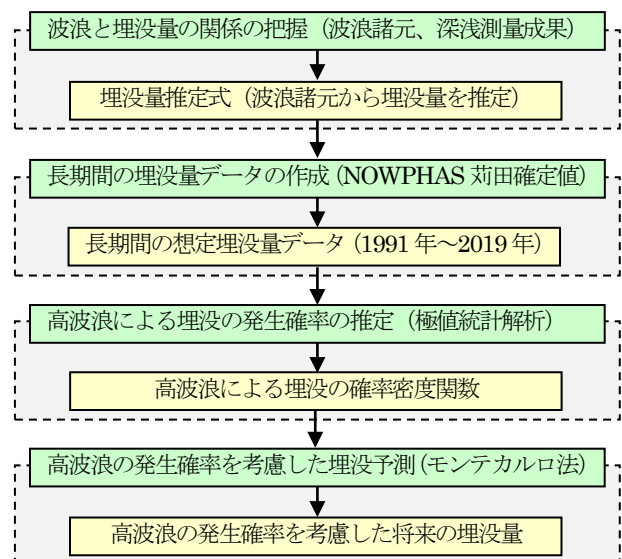 波浪と埋没量の関係の把握（波浪諸元、深浅測量成果）
埋没量推定式（波浪諸元から埋没量を推定）
長期間の埋没量データの作成（NOWPHAS 苅田確定値）
長期間の想定埋没量データ（1991 年～2019 年）
高波浪による埋没の発生確率の推定（極値統計解析）
高波浪による埋没の確率密度関数
高波浪の発生確率を考慮した埋没予測（モンテカルロ法）
高波浪の発生確率を考慮した将来の埋没量